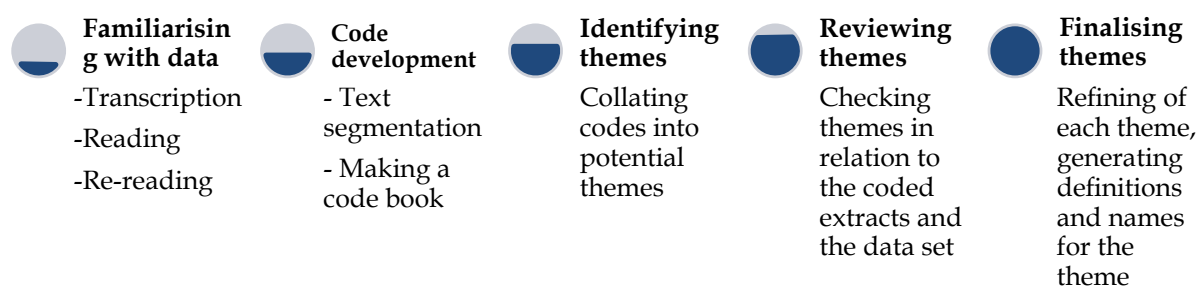 Familiarisin
g with data
-Transcription
-Reading
-Re-reading
Code
development
- Text
segmentation
- Making a
code book
Identifying
themes
Collating
codes into
potential
themes
Reviewing
themes
Checking
themes in
relation to
the coded
extracts and
the data set
Finalising
themes
Refining of
each theme,
generating
definitions
and names
for the
theme